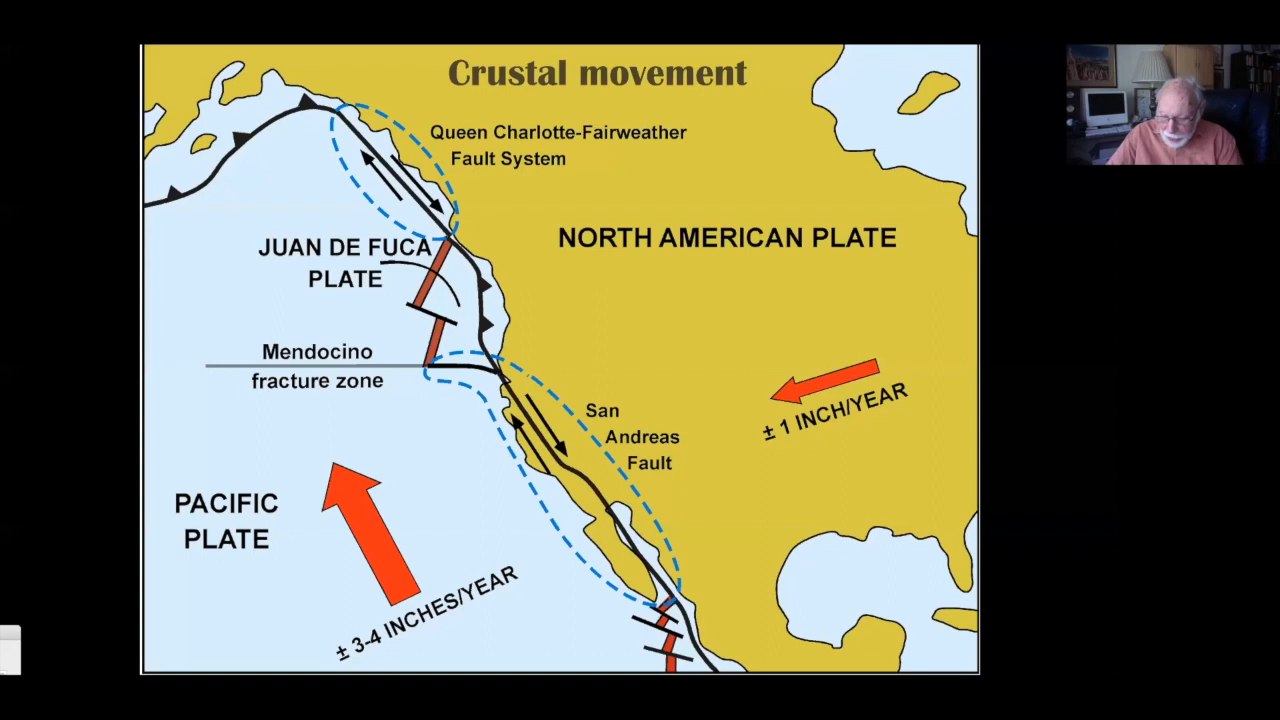 Crustal movement
Queen Charlotte-Fairweather
Fault System
JUAN DE FUCA
PLATE
NORTH AMERICAN PLATE
Mendocino
fracture zone
± 1 INCH/YEAR
San
Andreas
Fault
PACIFIC
PLATE
± 3-4 INCHES/YEAR